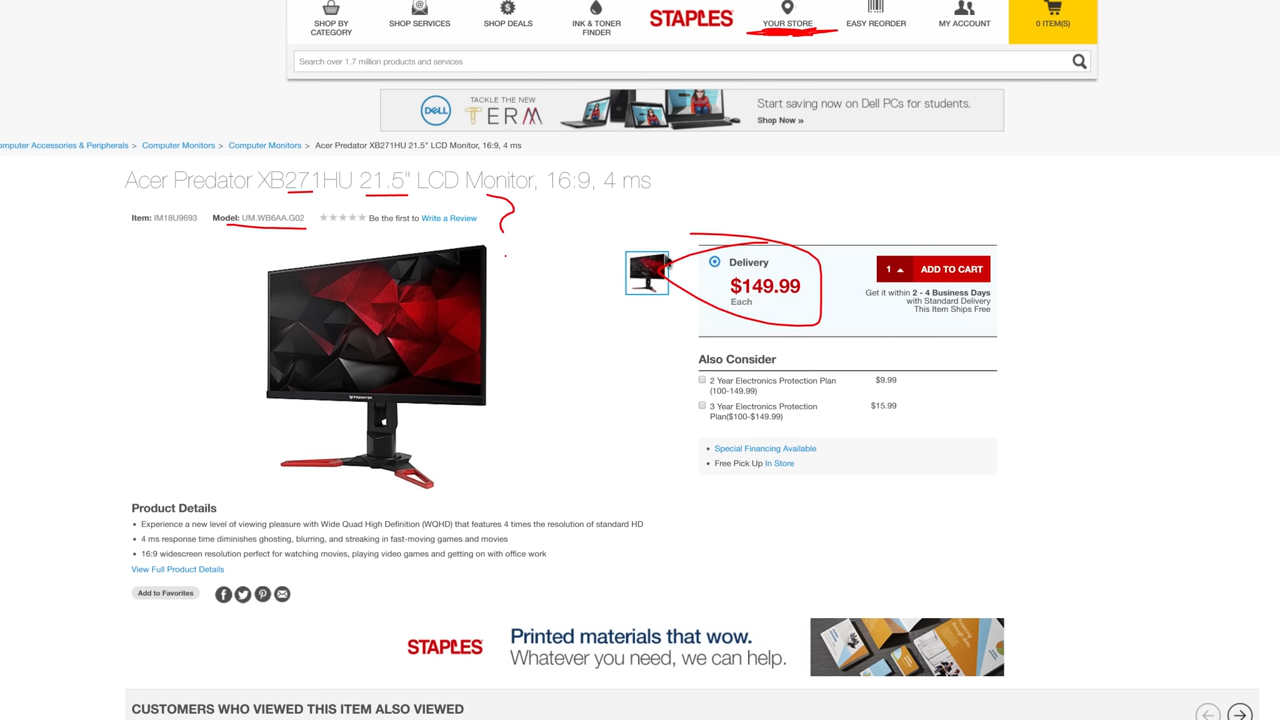 SHOP BY CATEGORY
SHOP SERVICES
SHOP DEALS
INK & TONER FINDER
STAPLES
YOUR STORE
EASY REORDER
MY ACCOUNT
0 ITEM(S)
Search over 1.7 million products and services
DELL
TACKLE THE NEW
TERM
Start saving now on Dell PCs for students.
Shop Now »
omputer Accessories & Peripherals > Computer Monitors > Computer Monitors > Acer Predator XB271HU 21.5" LCD Monitor, 16:9, 4 ms
Acer Predator XB271HU 21.5" LCD Monitor, 16:9, 4 ms
Item: IM18U9693 Model: UM.WB6AA.G02 Be the first to Write a Review
Delivery
$149.99
Each
1 ADD TO CART
Get it within 2 - 4 Business Days
with Standard Delivery
This Item Ships Free
Also Consider
2 Year Electronics Protection Plan (100-149.99) $9.99
3 Year Electronics Protection Plan($100-$149.99) $15.99
• Special Financing Available
• Free Pick Up In Store
Product Details
• Experience a new level of viewing pleasure with Wide Quad High Definition (WQHD) that features 4 times the resolution of standard HD
• 4 ms response time diminishes ghosting, blurring, and streaking in fast-moving games and movies
• 16:9 widescreen resolution perfect for watching movies, playing video games and getting on with office work
View Full Product Details
Add to Favorites
STAPLES
Printed materials that wow.
Whatever you need, we can help.
CUSTOMERS WHO VIEWED THIS ITEM ALSO VIEWED